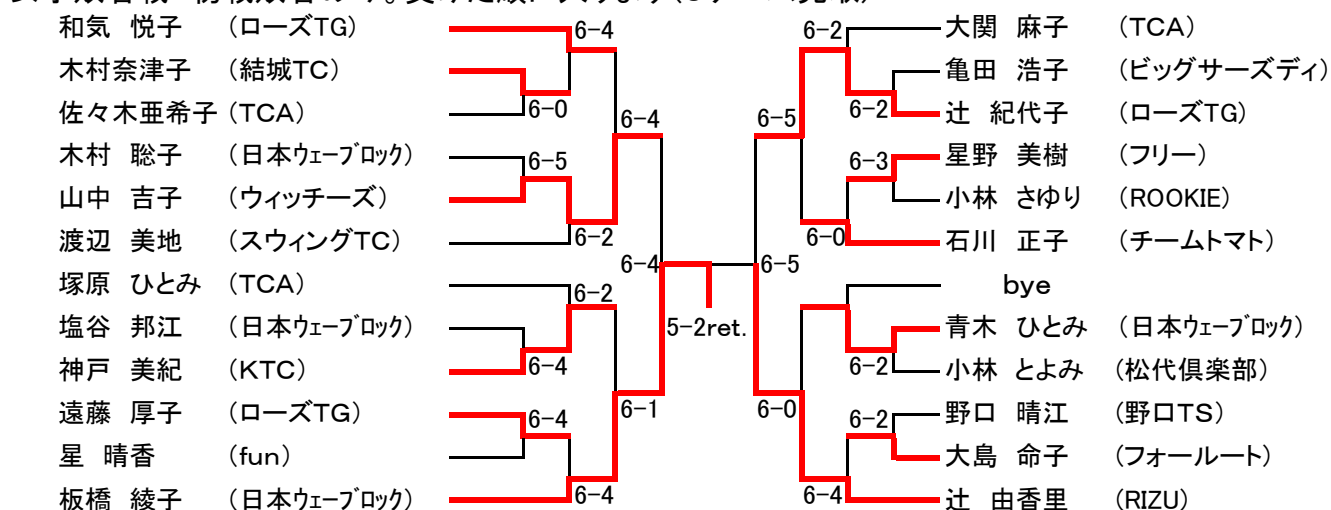 和気 悦子 (ローズTG) 6-4 6-2 大関 麻子 (TCA)
木村奈津子 (結城TC) 亀田 浩子 (ビッグサーズディ)
佐々木亜希子 (TCA) 6-0 6-4 6-5 6-2 辻 紀代子 (ローズTG)
木村 聡子 (日本ウェーブロック) 6-5 6-3 星野 美樹 (フリー)
山中 吉子 (ウィッチーズ) 小林 さゆり (ROOKIE)
渡辺 美地 (スウィングTC) 6-2 6-0 石川 正子 (チームトマト)
6-4 6-5
塚原 ひとみ (TCA) 6-2 bye
塩谷 邦江 (日本ウェーブロック) 5-2ret. 青木 ひとみ (日本ウェーブロック)
神戸 美紀 (KTC) 6-4 6-2 小林 とよみ (松代倶楽部)
遠藤 厚子 (ローズTG) 6-4 6-1 6-0 6-2 野口 晴江 (野口TS)
星 晴香 (fun) 大島 命子 (フォールート)
板橋 綾子 (日本ウェーブロック) 6-4 6-4 辻 由香里 (RIZU)